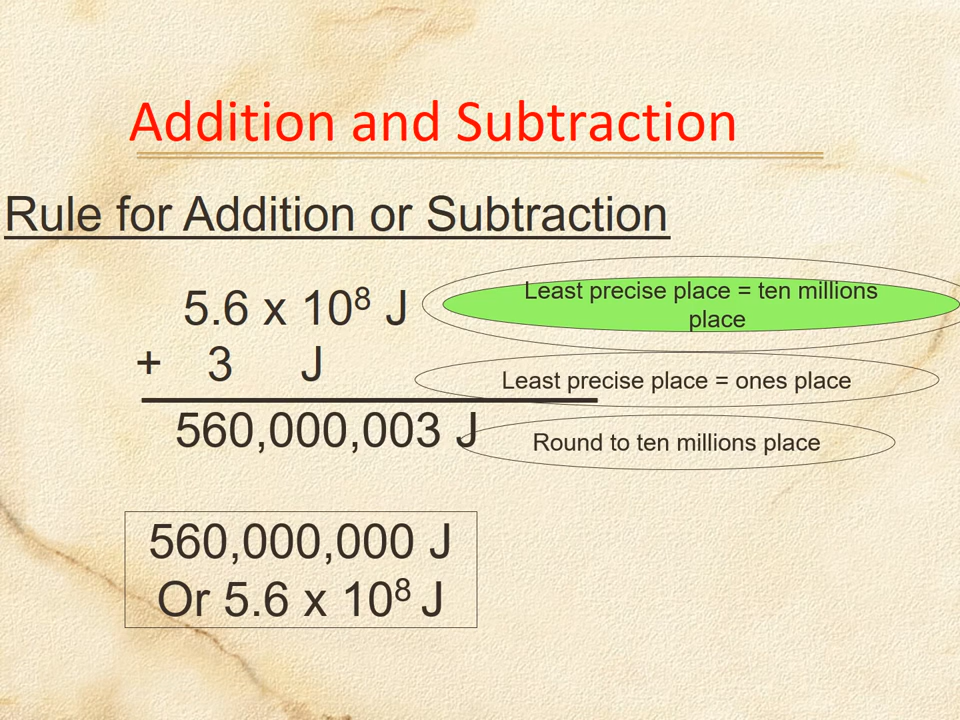 Addition and Subtraction
Rule for Addition or Subtraction
5.6 x 10⁸ J
Least precise place = ten millions
place
+ 3 J
Least precise place = ones place
560,000,003 J
Round to ten millions place
560,000,000 J
Or 5.6 x 10⁸ J